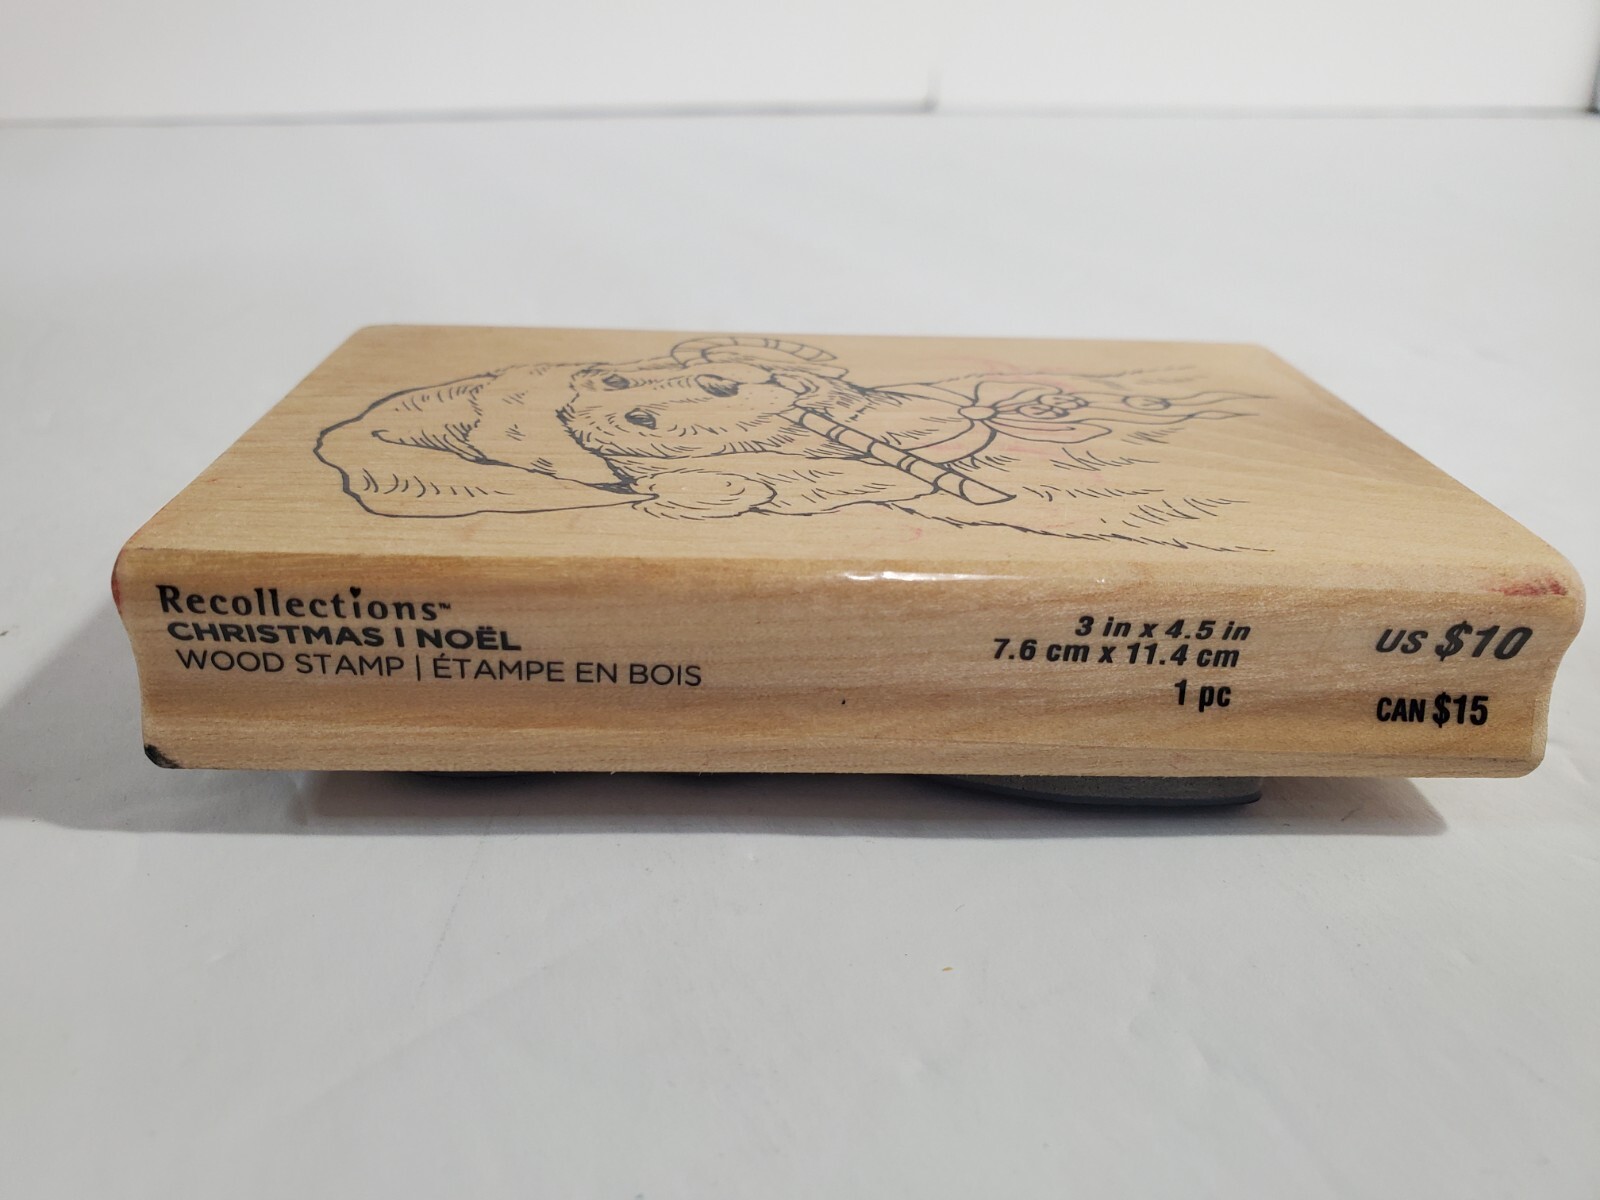 Recollections™
CHRISTMAS | NOËL
WOOD STAMP | ÉTAMPE EN BOIS
3 in x 4.5 in
7.6 cm x 11.4 cm
1 pc
US $10
CAN $15